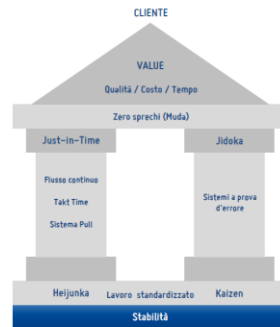 CLIENTE
VALUE
Qualità / Costo / Tempo
Zero sprechi (Muda)
Just-in-Time
Jidoka
Flusso continuo
Takt Time
Sistema Pull
Sistemi a prova
d'errore
Heijunka
Lavoro standardizzato
Kaizen
Stabilità